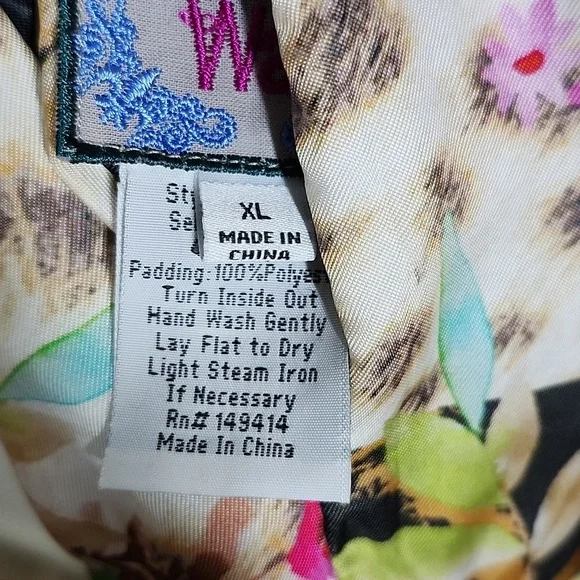 XL
MADE IN
CHINA
Padding:100%
Turn Inside Out
Hand Wash Gently
Lay Flat to Dry
Light Steam Iron
If Necessary
Rn# 149414
Made In China